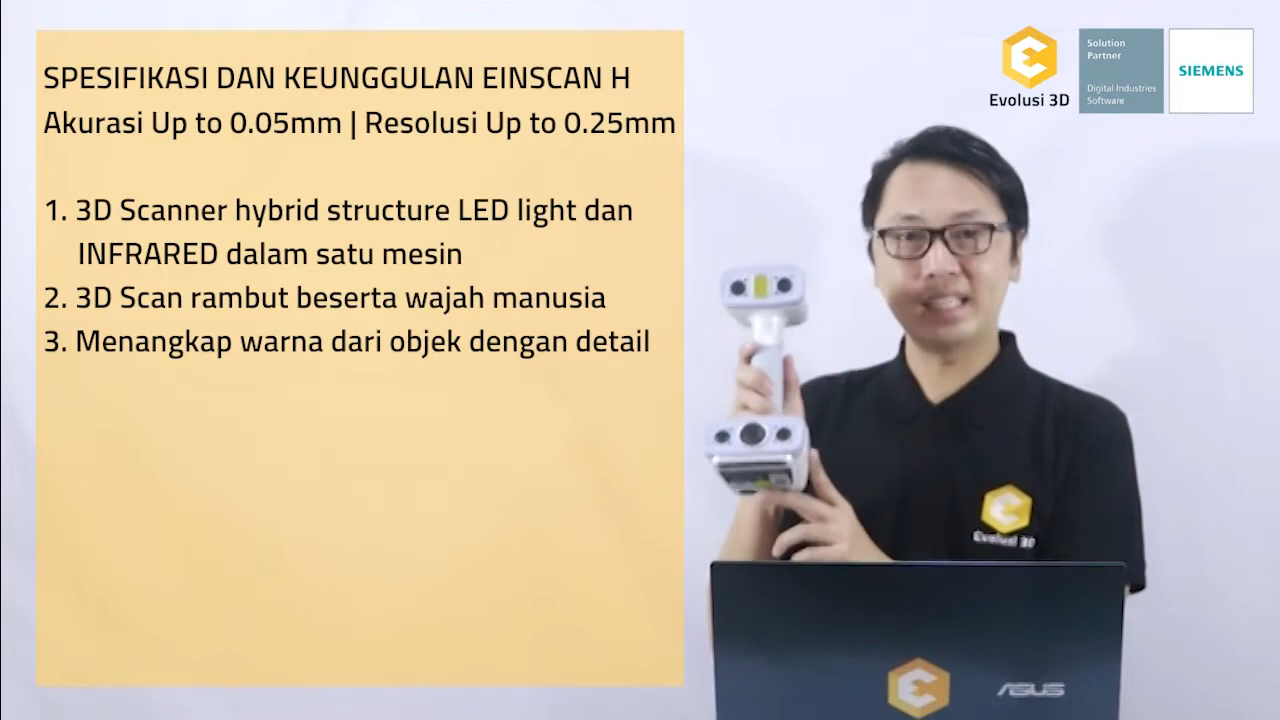 SPESIFIKASI DAN KEUNGGULAN EINSCAN H
Akurasi Up to 0.05mm | Resolusi Up to 0.25mm
1. 3D Scanner hybrid structure LED light dan
INFRARED dalam satu mesin
2. 3D Scan rambut beserta wajah manusia
3. Menangkap warna dari objek dengan detail
Evolusi 3D
Solution
Partner
Digital Industries
Software
SIEMENS
Evolusi 3D
ASUS